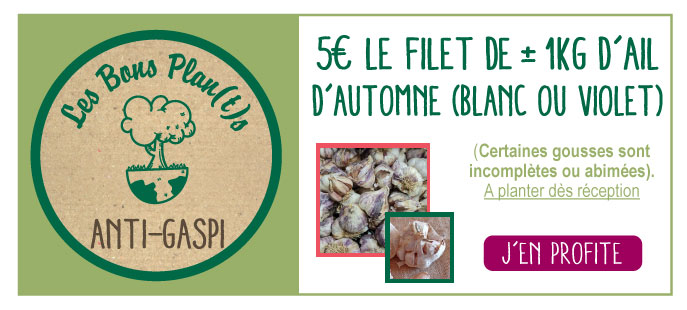 Les Bons Plan(t)s
ANTI-GASPI
5€ LE FILET DE ± 1KG D'AIL
D'AUTOMNE (BLANC OU VIOLET)
(Certaines gousses sont
incomplètes ou abimées).
A planter dès réception
J'EN PROFITE